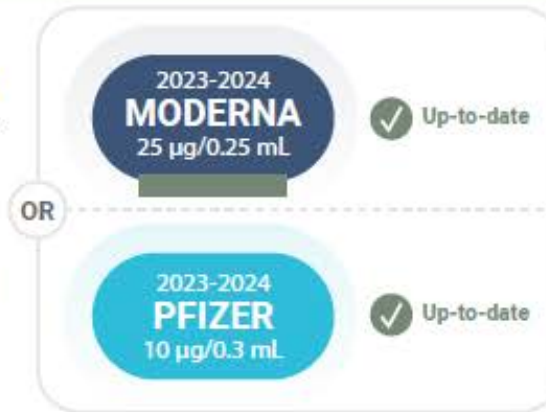 2023-2024
MODERNA
25 µg/0.25 mL
Up-to-date
OR
2023-2024
PFIZER
10 µg/0.3 mL
Up-to-date